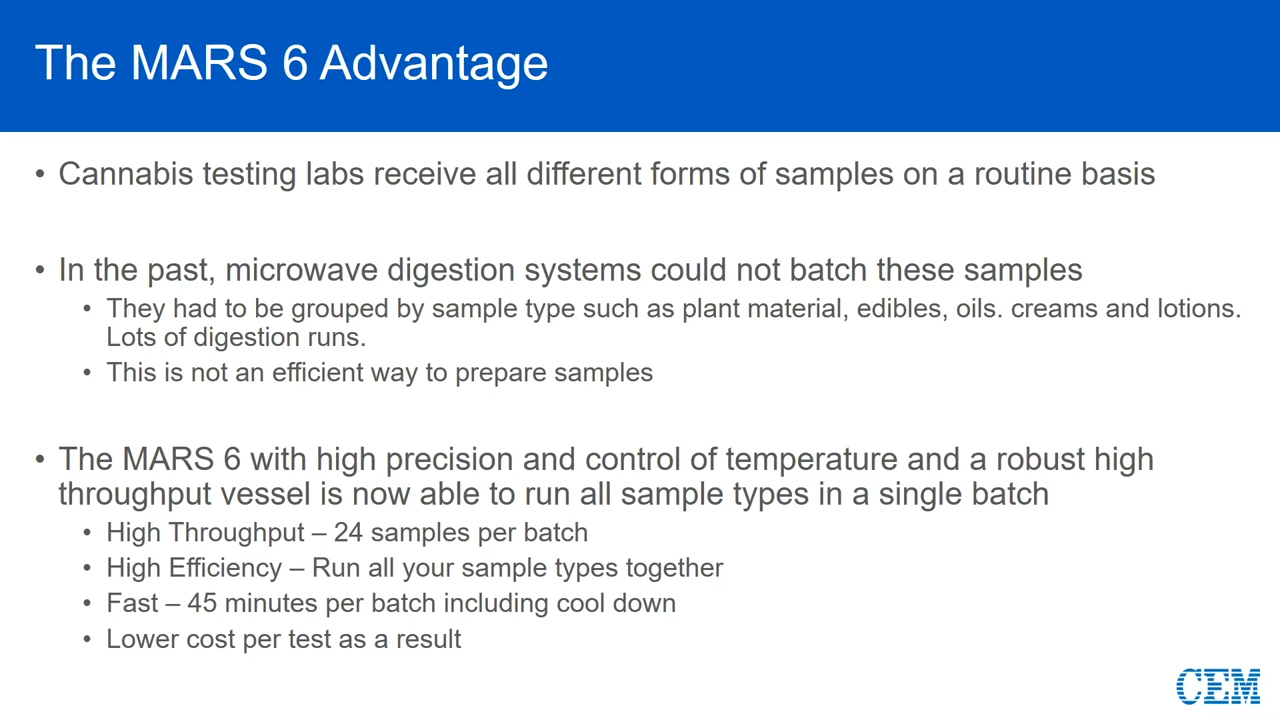 The MARS 6 Advantage
• Cannabis testing labs receive all different forms of samples on a routine basis
• In the past, microwave digestion systems could not batch these samples
• They had to be grouped by sample type such as plant material, edibles, oils. creams and lotions.
Lots of digestion runs.
• This is not an efficient way to prepare samples
• The MARS 6 with high precision and control of temperature and a robust high
throughput vessel is now able to run all sample types in a single batch
• High Throughput – 24 samples per batch
• High Efficiency – Run all your sample types together
• Fast – 45 minutes per batch including cool down
• Lower cost per test as a result
CEM